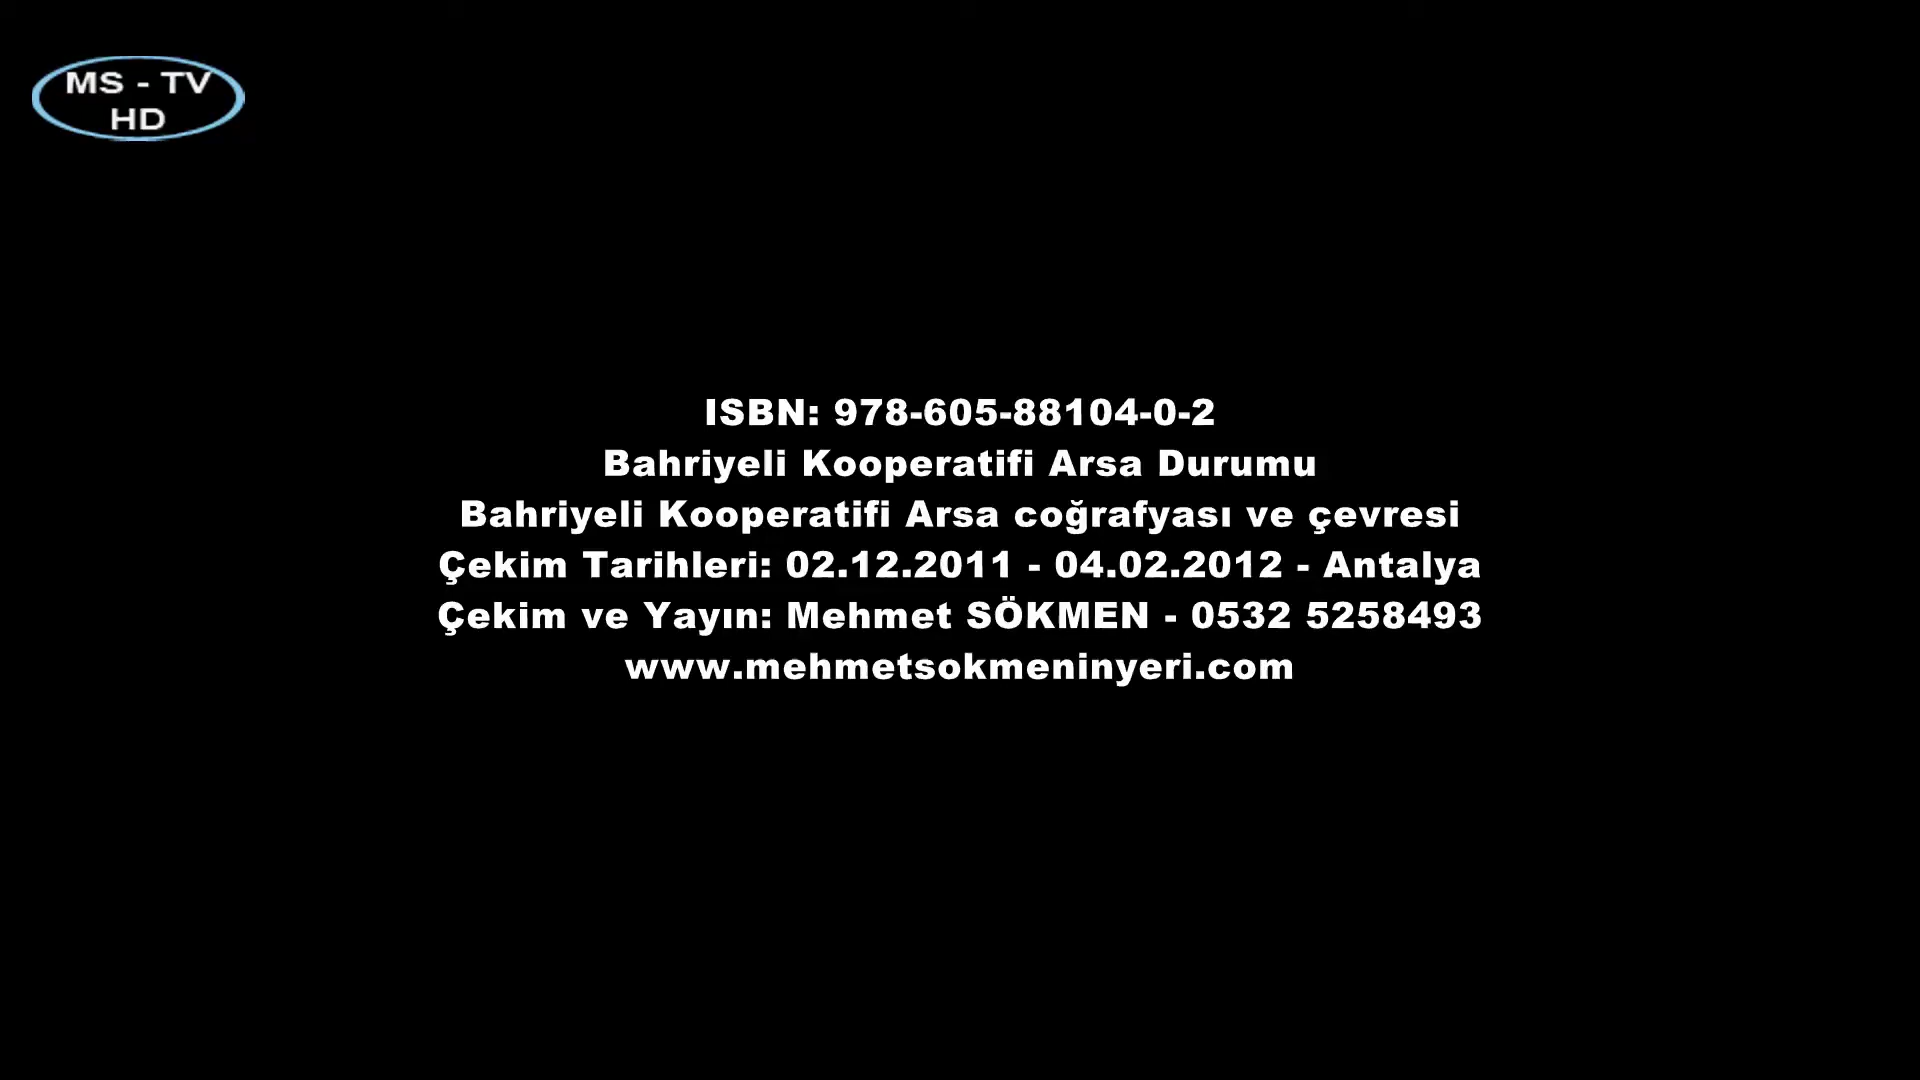 MS - TV
HD
ISBN: 978-605-88104-0-2
Bahriyeli Kooperatifi Arsa Durumu
Bahriyeli Kooperatifi Arsa coğrafyası ve çevresi
Çekim Tarihleri: 02.12.2011 - 04.02.2012 - Antalya
Çekim ve Yayın: Mehmet SÖKMEN - 0532 5258493
www.mehmetsokmeninyeri.com